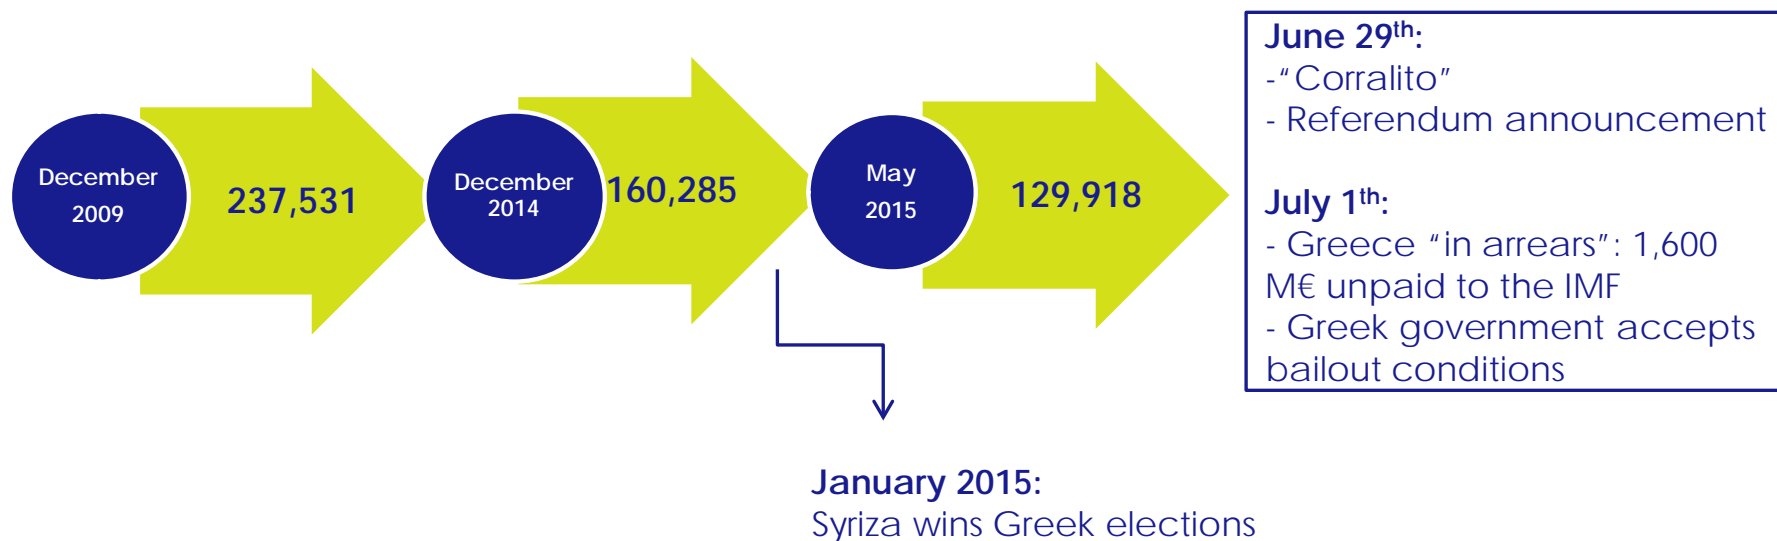 December
2009
237,531
December
2014
160,285
May
2015
129,918
June 29th:
-“Corralito”
- Referendum announcement
July 1th:
- Greece “in arrears”: 1,600
M€ unpaid to the IMF
- Greek government accepts
bailout conditions
January 2015:
Syriza wins Greek elections